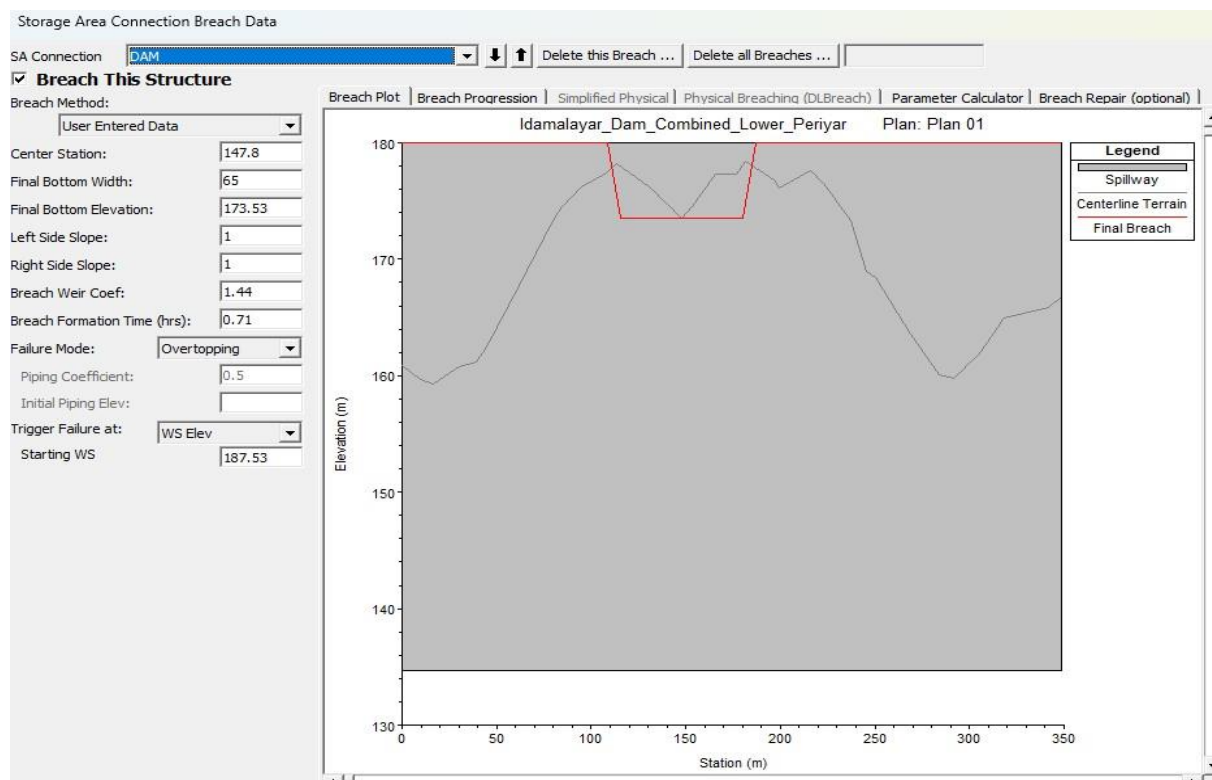 Storage Area Connection Breach Data
SA Connection DAM Delete this Breach ... Delete all Breaches ...
Breach This Structure
Breach Method:
User Entered Data
Center Station: 147.8
Final Bottom Width: 65
Final Bottom Elevation: 173.53
Left Side Slope: 1
Right Side Slope: 1
Breach Weir Coef: 1.44
Breach Formation Time (hrs): 0.71
Failure Mode: Overtopping
Piping Coefficient: 0.5
Initial Piping Elev:
Trigger Failure at: WS Elev
Starting WS 187.53
Breach Plot Breach Progression Simplified Physical Physical Breaching (DLBreach) Parameter Calculator Breach Repair (optional)
Idamalayar_Dam_Combined_Lower_Periyar Plan: Plan 01
180
170
160
150
140
130
Elevation (m)
0 50 100 150 200 250 300 350
Station (m)
Legend
Spillway
Centerline Terrain
Final Breach